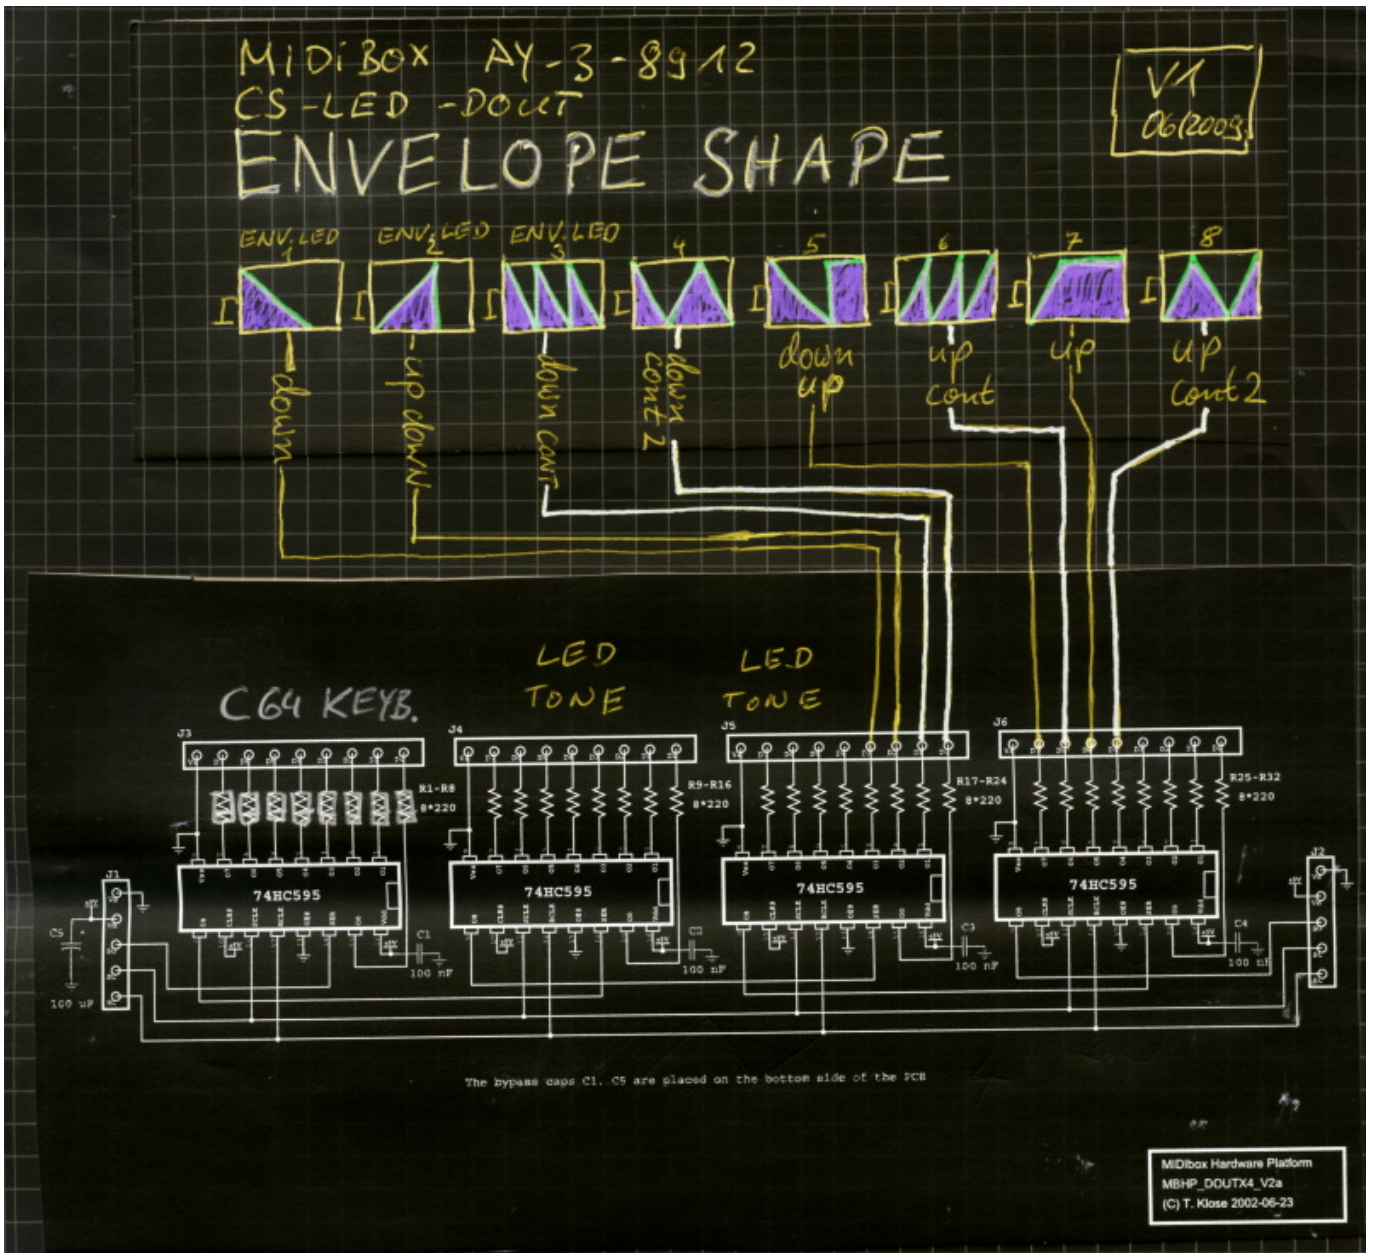 MIDIBOX AY-3-8912
CS-LED-DOUT
ENVELOPE SHAPE
V1
06/2009
ENV.LED 1
ENV.LED 2
ENV.LED 3
4
5
6
7
8
down
up down
down cont
down cont 2
down up
up cont
up
up cont 2
C64 KEYB.
LED TONE
LED TONE
J3
J4
J5
J6
R1-R8
8*220
R9-R16
8*220
R17-R24
8*220
R25-R32
8*220
74HC595
74HC595
74HC595
74HC595
J1
J2
C5
100 uF
C1
100 nF
C2
100 nF
C3
100 nF
C4
100 nF
The bypass caps C1..C5 are placed on the bottom side of the PCB
MIDIbox Hardware Platform
MBHP_DOUTX4_V2a
(C) T. Klose 2002-06-23